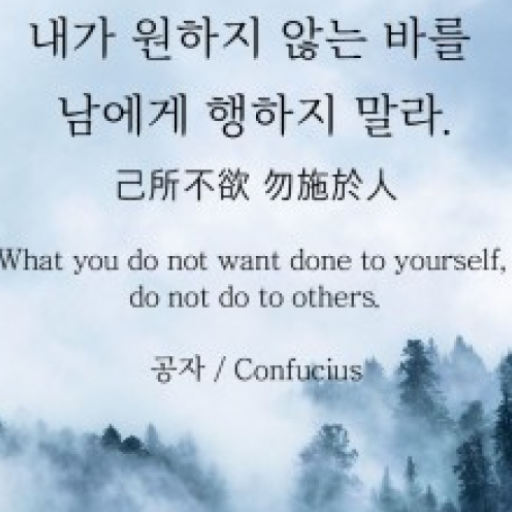 내가 원하지 않는 바를
남에게 행하지 말라.
己所不欲 勿施於人
What you do not want done to yourself,
do not do to others.
공자 / Confucius